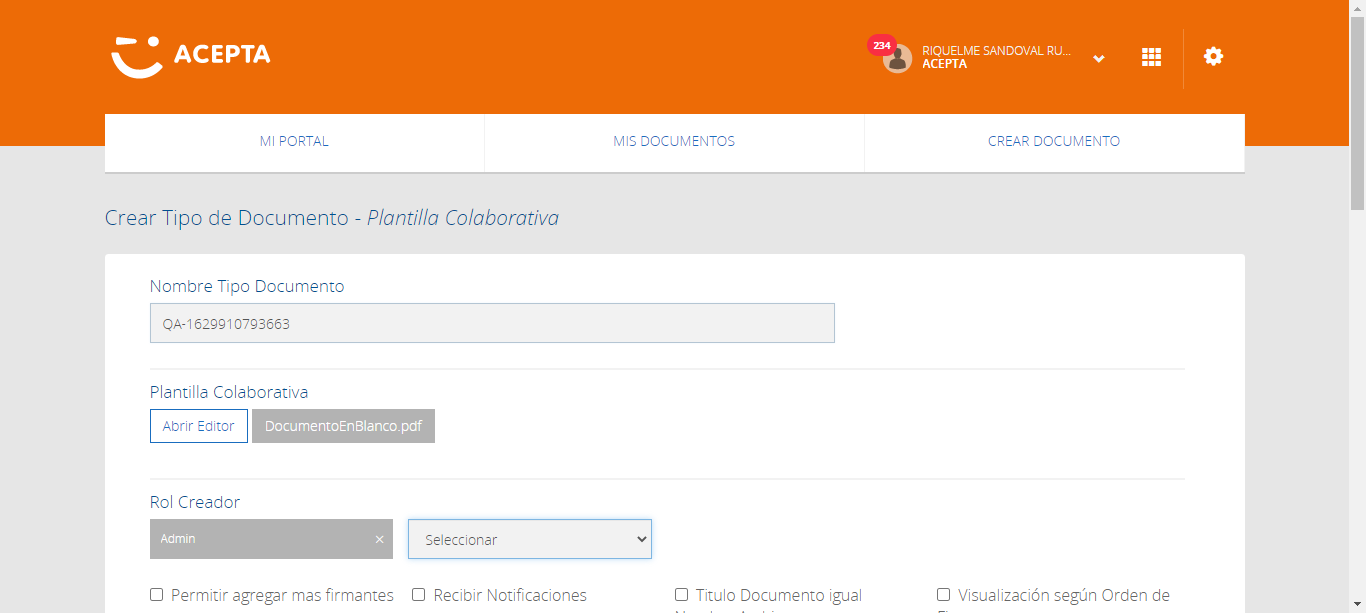 ACEPTA
234
RIQUELME SANDOVAL RU...
ACEPTA
MI PORTAL
MIS DOCUMENTOS
CREAR DOCUMENTO
Crear Tipo de Documento - Plantilla Colaborativa
Nombre Tipo Documento
QA-1629910793663
Plantilla Colaborativa
Abrir Editor
DocumentoEnBlanco.pdf
Rol Creador
Admin ×
Seleccionar
Permitir agregar mas firmantes
Recibir Notificaciones
Titulo Documento igual
Visualización según Orden de